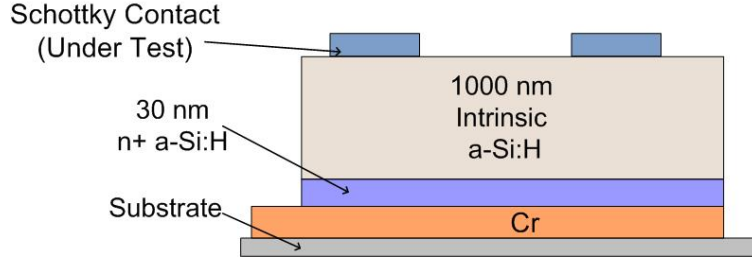 Schottky Contact
(Under Test)
1000 nm
Intrinsic
a-Si:H
30 nm
n+ a-Si:H
Substrate
Cr